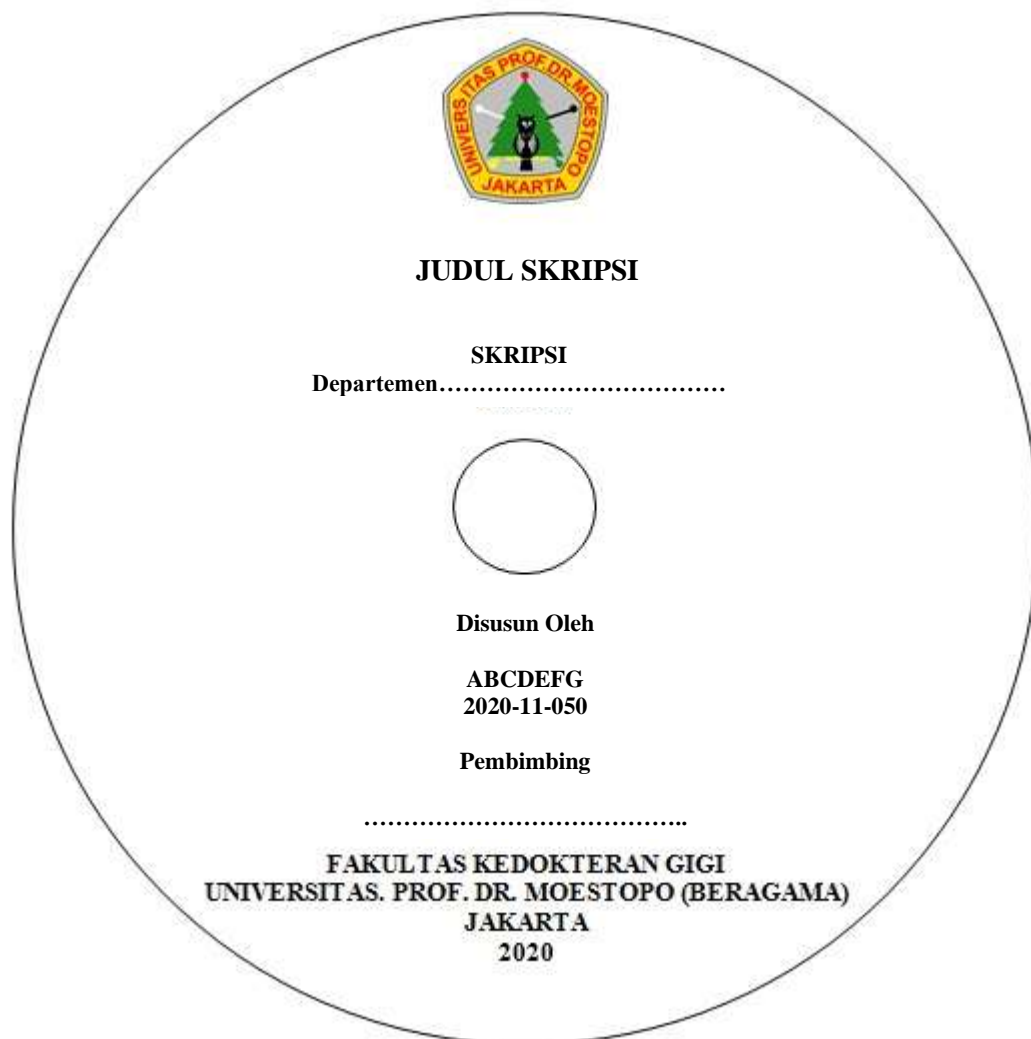 UNIVERSITAS PROF.DR.MOESTOPO
JAKARTA
JUDUL SKRIPSI
SKRIPSI
Departemen………………………………
Disusun Oleh
ABCDEFG
2020-11-050
Pembimbing
…………………………………..
FAKULTAS KEDOKTERAN GIGI
UNIVERSITAS. PROF. DR. MOESTOPO (BERAGAMA)
JAKARTA
2020